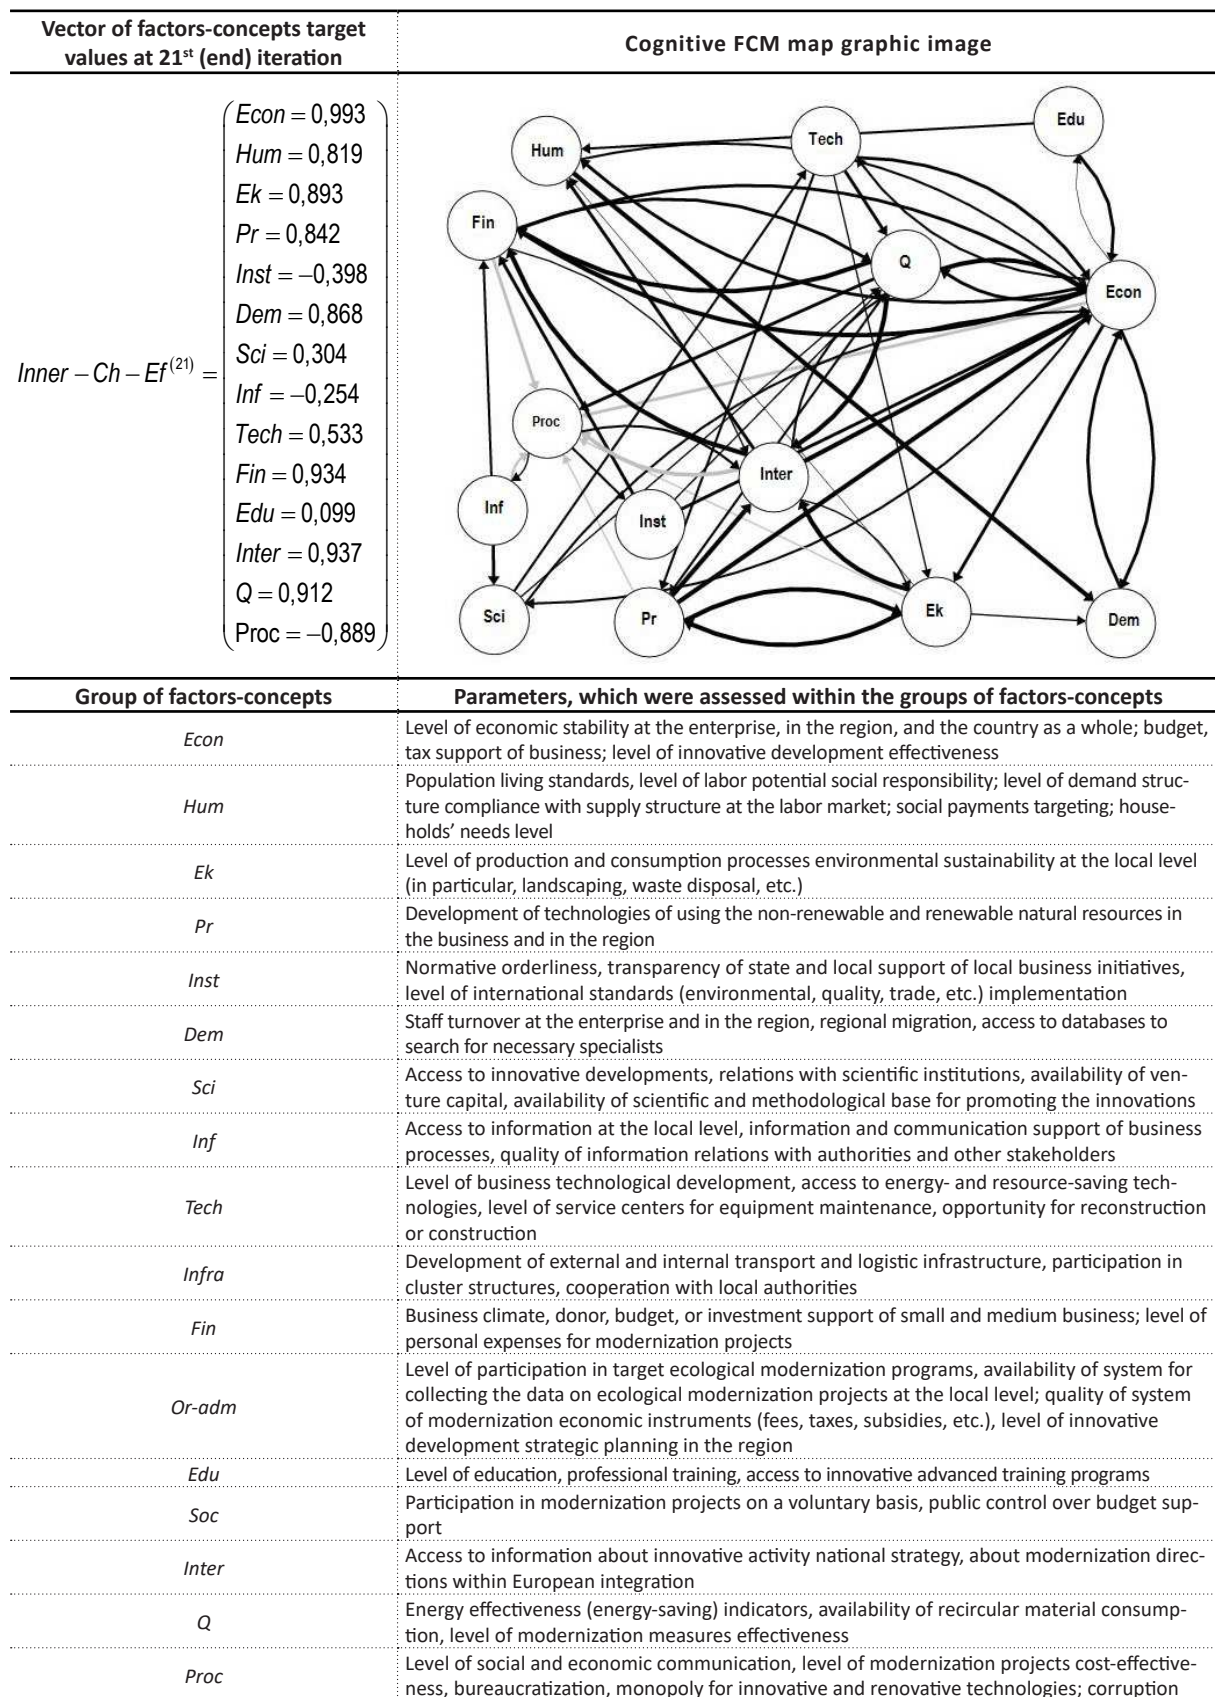 Vector of factors-concepts target
values at 21st (end) iteration
Cognitive FCM map graphic image
Inner – Ch – Ef(21) =
Econ = 0,993
Hum = 0,819
Ek = 0,893
Pr = 0,842
Inst = –0,398
Dem = 0,868
Sci = 0,304
Inf = –0,254
Tech = 0,533
Fin = 0,934
Edu = 0,099
Inter = 0,937
Q = 0,912
Proc = –0,889
Edu
Tech
Hum
Fin
Q
Econ
Proc
Inter
Inf
Inst
Sci
Pr
Ek
Dem
Group of factors-concepts
Parameters, which were assessed within the groups of factors-concepts
Econ
Level of economic stability at the enterprise, in the region, and the country as a whole; budget,
tax support of business; level of innovative development effectiveness
Hum
Population living standards, level of labor potential social responsibility; level of demand struc-
ture compliance with supply structure at the labor market; social payments targeting; house-
holds’ needs level
Ek
Level of production and consumption processes environmental sustainability at the local level
(in particular, landscaping, waste disposal, etc.)
Pr
Development of technologies of using the non-renewable and renewable natural resources in
the business and in the region
Inst
Normative orderliness, transparency of state and local support of local business initiatives,
level of international standards (environmental, quality, trade, etc.) implementation
Dem
Staff turnover at the enterprise and in the region, regional migration, access to databases to
search for necessary specialists
Sci
Access to innovative developments, relations with scientific institutions, availability of ven-
ture capital, availability of scientific and methodological base for promoting the innovations
Inf
Access to information at the local level, information and communication support of business
processes, quality of information relations with authorities and other stakeholders
Tech
Level of business technological development, access to energy- and resource-saving tech-
nologies, level of service centers for equipment maintenance, opportunity for reconstruction
or construction
Infra
Development of external and internal transport and logistic infrastructure, participation in
cluster structures, cooperation with local authorities
Fin
Business climate, donor, budget, or investment support of small and medium business; level of
personal expenses for modernization projects
Or-adm
Level of participation in target ecological modernization programs, availability of system for
collecting the data on ecological modernization projects at the local level; quality of system
of modernization economic instruments (fees, taxes, subsidies, etc.), level of innovative
development strategic planning in the region
Edu
Level of education, professional training, access to innovative advanced training programs
Soc
Participation in modernization projects on a voluntary basis, public control over budget sup-
port
Inter
Access to information about innovative activity national strategy, about modernization direc-
tions within European integration
Q
Energy effectiveness (energy-saving) indicators, availability of recircular material consump-
tion, level of modernization measures effectiveness
Proc
Level of social and economic communication, level of modernization projects cost-effective-
ness, bureaucratization, monopoly for innovative and renovative technologies; corruption